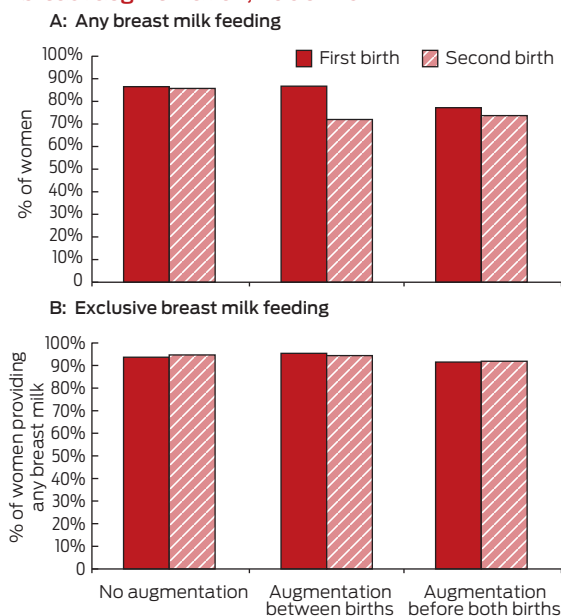 A: Any breast milk feeding
First birth Second birth
% of women
100%
90%
80%
70%
60%
50%
40%
30%
20%
10%
0
B: Exclusive breast milk feeding
% of women providing
any breast milk
100%
90%
80%
70%
60%
50%
40%
30%
20%
10%
0
No augmentation
Augmentation
between births
Augmentation
before both births